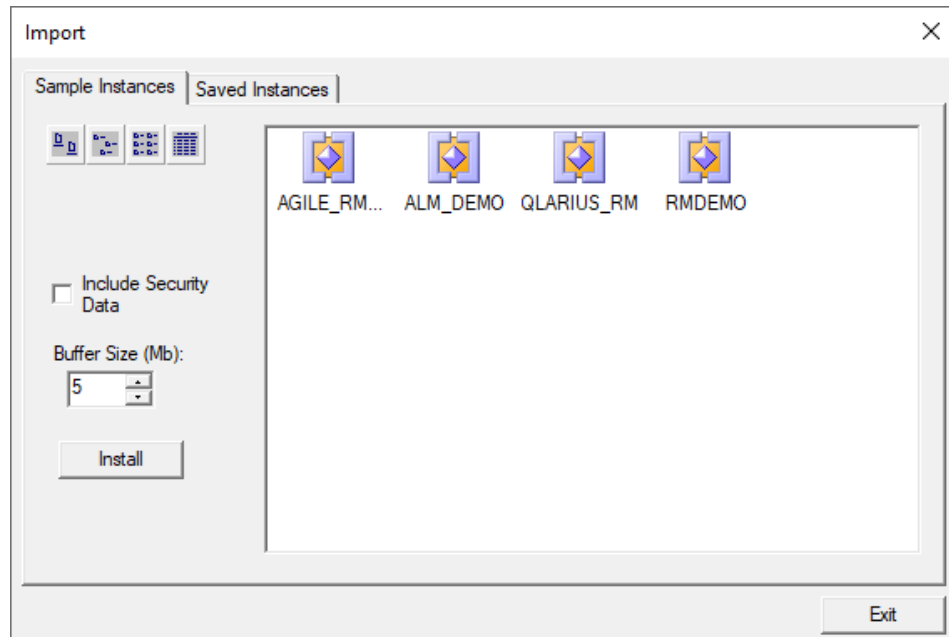 Import
Sample Instances
Saved Instances
AGILE_RM...
ALM_DEMO
QLARIUS_RM
RMDEMO
Include Security
Data
Buffer Size (Mb):
5
Install
Exit